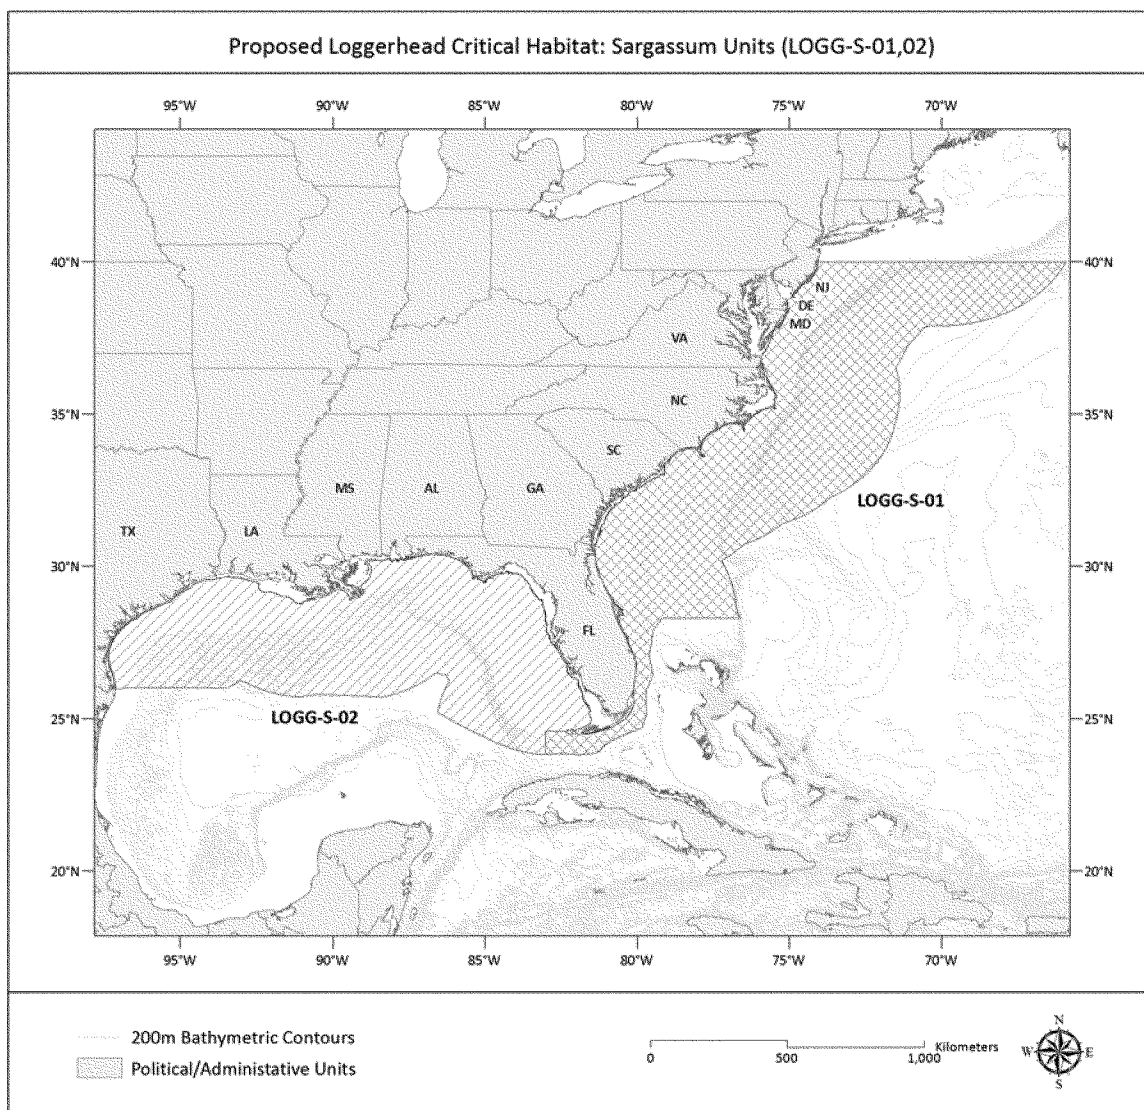 Proposed Loggerhead Critical Habitat: Sargassum Units (LOGG-S-01,02)
95°W 90°W 85°W 80°W 75°W 70°W
40°N 40°N
NJ
DE
MD
VA
NC
35°N 35°N
SC
MS AL GA
LOGG-S-01
TX LA
30°N 30°N
FL
LOGG-S-02
25°N 25°N
20°N 20°N
95°W 90°W 85°W 80°W 75°W 70°W
200m Bathymetric Contours
Political/Administative Units
Kilometers
0 500 1,000
N
W E
S